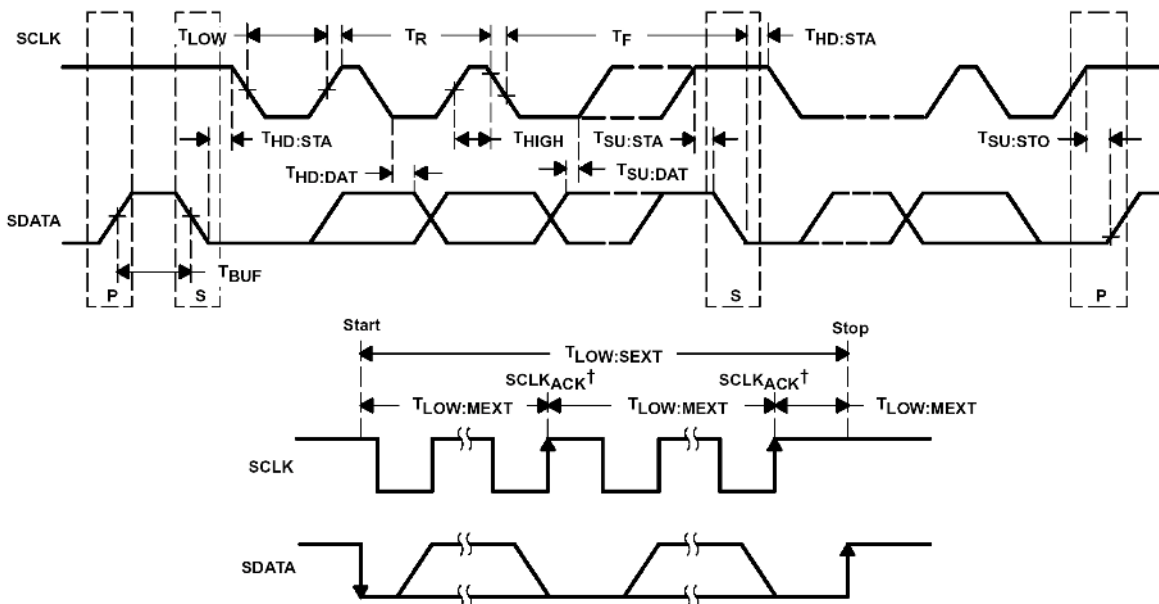 SCLK
TLOW
TR
TF
THD:STA
THD:STA
THIGH
TSU:STA
TSU:STO
THD:DAT
TSU:DAT
SDATA
TBUF
P
S
S
P
Start
Stop
TLOW:SEXT
SCLKACK†
SCLKACK†
TLOW:MEXT
TLOW:MEXT
TLOW:MEXT
SCLK
SDATA